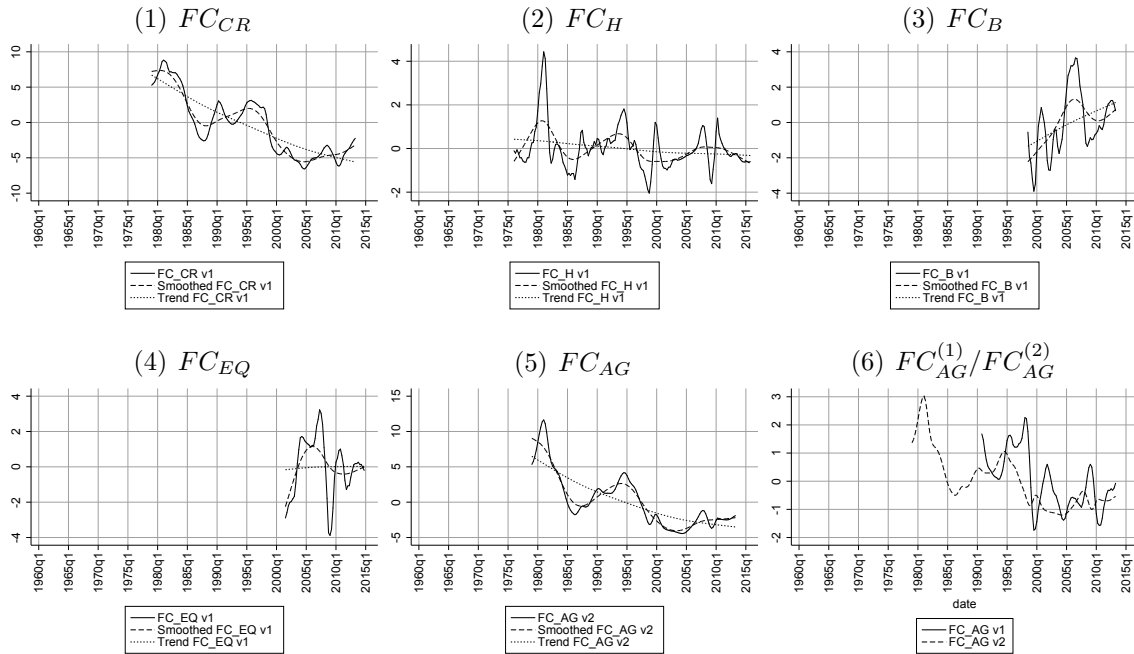 (1) FC_CR
10
5
0
-5
-10
1960q1
1965q1
1970q1
1975q1
1980q1
1985q1
1990q1
1995q1
2000q1
2005q1
2010q1
2015q1
FC_CR v1
Smoothed FC_CR v1
Trend FC_CR v1
(2) FC_H
4
2
0
-2
1960q1
1965q1
1970q1
1975q1
1980q1
1985q1
1990q1
1995q1
2000q1
2005q1
2010q1
2015q1
FC_H v1
Smoothed FC_H v1
Trend FC_H v1
(3) FC_B
4
2
0
-2
-4
1960q1
1965q1
1970q1
1975q1
1980q1
1985q1
1990q1
1995q1
2000q1
2005q1
2010q1
2015q1
FC_B v1
Smoothed FC_B v1
Trend FC_B v1
(4) FC_EQ
4
2
0
-2
-4
1960q1
1965q1
1970q1
1975q1
1980q1
1985q1
1990q1
1995q1
2000q1
2005q1
2010q1
2015q1
FC_EQ v1
Smoothed FC_EQ v1
Trend FC_EQ v1
(5) FC_AG
15
10
5
0
-5
1960q1
1965q1
1970q1
1975q1
1980q1
1985q1
1990q1
1995q1
2000q1
2005q1
2010q1
2015q1
FC_AG v2
Smoothed FC_AG v2
Trend FC_AG v2
(6) FC_AG^(1)/FC_AG^(2)
3
2
1
0
-1
-2
1960q1
1965q1
1970q1
1975q1
1980q1
1985q1
1990q1
1995q1
2000q1
2005q1
2010q1
2015q1
date
FC_AG v1
FC_AG v2